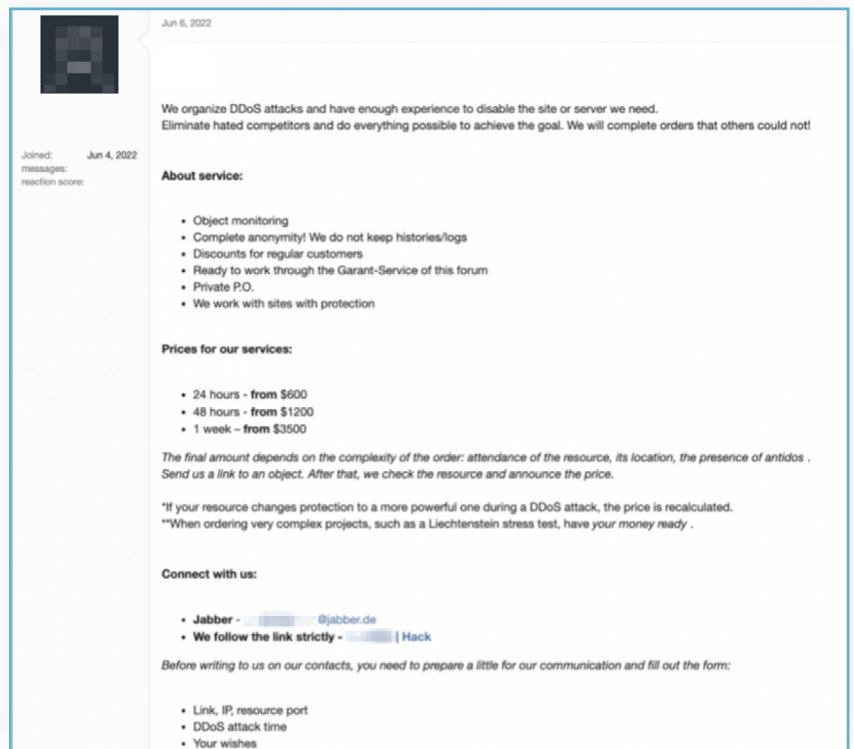 Jun 6, 2022
We organize DDoS attacks and have enough experience to disable the site or server we need.
Eliminate hated competitors and do everything possible to achieve the goal. We will complete orders that others could not!
Joined: Jun 4, 2022
messages:
reaction score:
About service:
• Object monitoring
• Complete anonymity! We do not keep histories/logs
• Discounts for regular customers
• Ready to work through the Garant-Service of this forum
• Private P.O.
• We work with sites with protection
Prices for our services:
• 24 hours - from $600
• 48 hours - from $1200
• 1 week – from $3500
The final amount depends on the complexity of the order: attendance of the resource, its location, the presence of antidos .
Send us a link to an object. After that, we check the resource and announce the price.
*If your resource changes protection to a more powerful one during a DDoS attack, the price is recalculated.
**When ordering very complex projects, such as a Liechtenstein stress test, have your money ready .
Connect with us:
• Jabber - @jabber.de
• We follow the link strictly - | Hack
Before writing to us on our contacts, you need to prepare a little for our communication and fill out the form:
• Link, IP, resource port
• DDoS attack time
• Your wishes